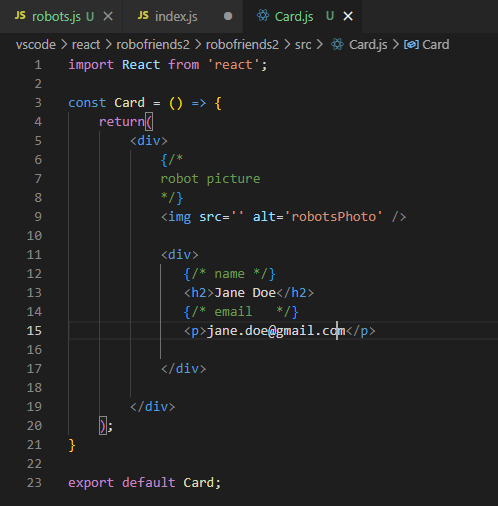 JS robots.js U × JS index.js ● Card.js U ×
vscode > react > robofriends2 > robofriends2 > src > Card.js > Card
1 import React from 'react';
2
3 const Card = () => {
4 return(
5 <div>
6 {/*
7 robot picture
8 */}
9 <img src='' alt='robotsPhoto' />
10
11 <div>
12 {/* name */}
13 <h2>Jane Doe</h2>
14 {/* email   */}
15 <p>jane.doe@gmail.com</p>
16
17 </div>
18
19 </div>
20 );
21 }
22
23 export default Card;